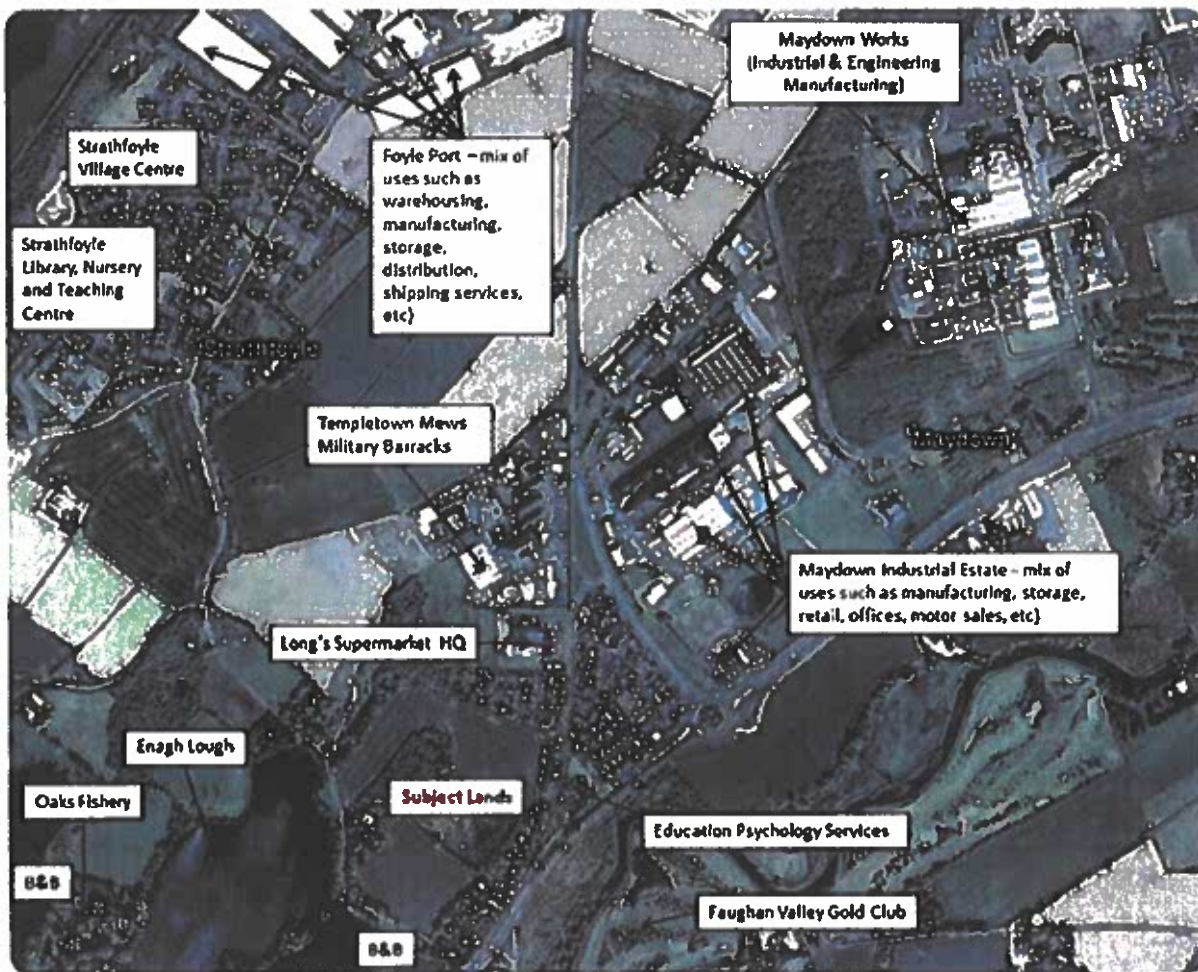 Maydown Works
(Industrial & Engineering
Manufacturing)
Strathfoyle
Village Centre
Foyle Port – mix of
uses such as
warehousing,
manufacturing,
storage,
distribution,
shipping services,
etc)
Strathfoyle
Library, Nursery
and Teaching
Centre
Strathfoyle
Templetown Mews
Military Barracks
Maydown
Maydown Industrial Estate – mix of
uses such as manufacturing, storage,
retail, offices, motor sales, etc)
Long's Supermarket HQ
Enagh Lough
Oaks Fishery
Subject Lands
Education Psychology Services
B&B
Faughan Valley Gold Club
B&B